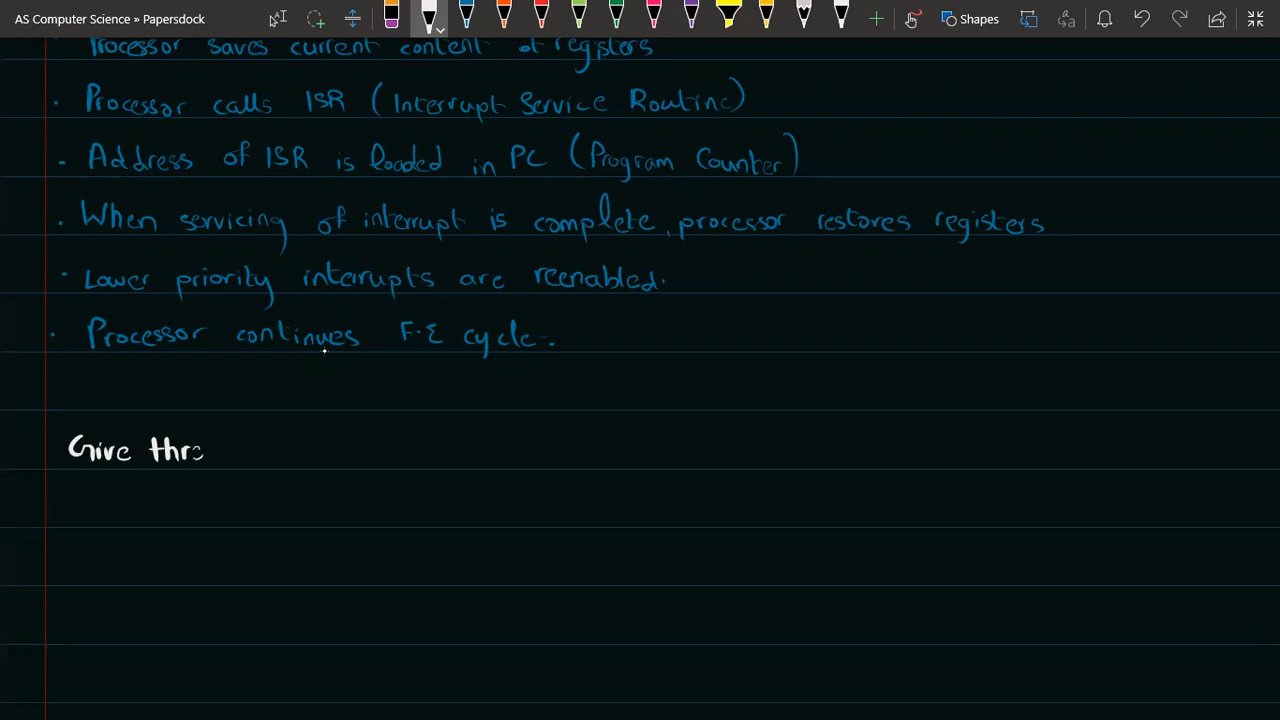 AS Computer Science » Papersdock
Shapes
Processor saves current content of registers
· Processor calls ISR (Interrupt Service Routine)
· Address of ISR is loaded in PC (Program Counter)
· When servicing of interrupt is complete, processor restores registers
· Lower priority interrupts are reenabled.
· Processor continues F-E cycle.
Give thre